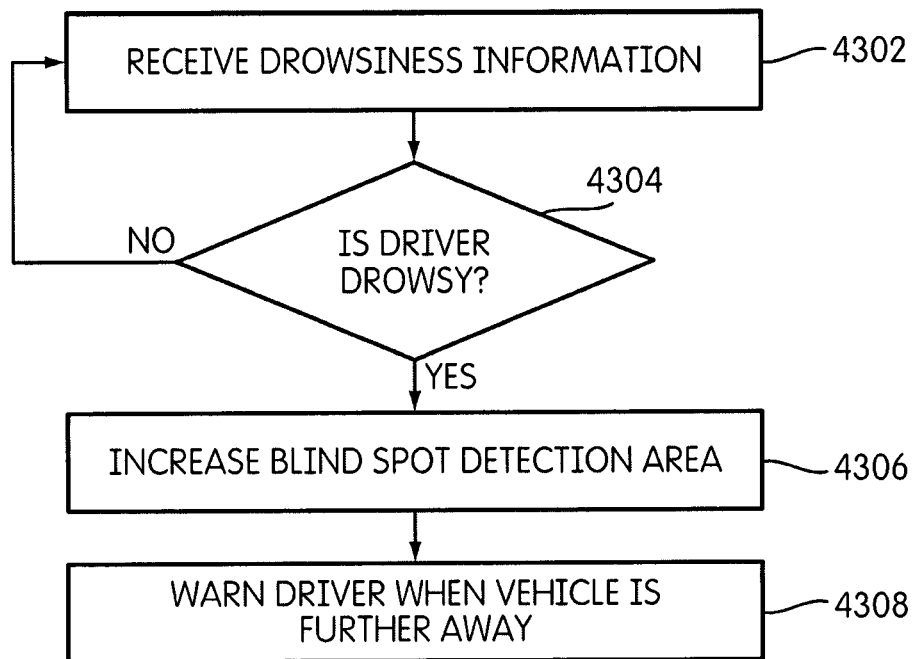 RECEIVE DROWSINESS INFORMATION
4302
4304
IS DRIVER
DROWSY?
NO
YES
INCREASE BLIND SPOT DETECTION AREA
4306
WARN DRIVER WHEN VEHICLE IS
FURTHER AWAY
4308